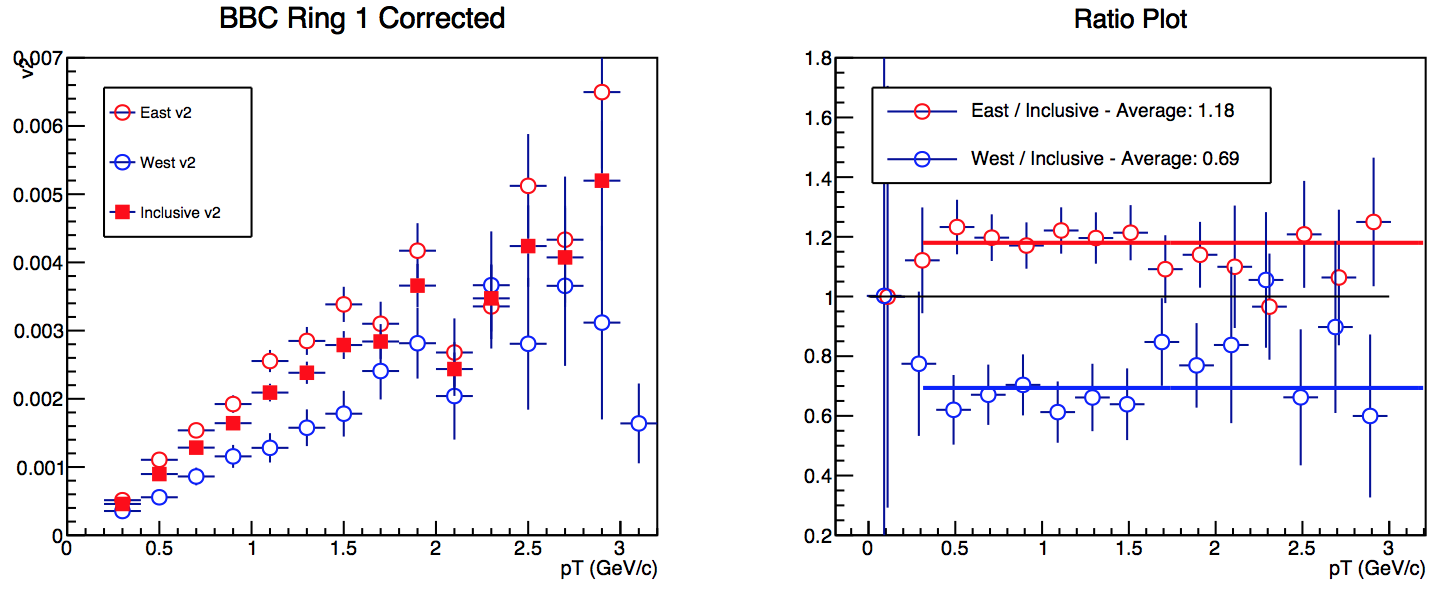 BBC Ring 1 Corrected
v2
0.007
0.006
0.005
0.004
0.003
0.002
0.001
0
East v2
West v2
Inclusive v2
0 0.5 1 1.5 2 2.5 3
pT (GeV/c)
Ratio Plot
1.8
1.6
1.4
1.2
1
0.8
0.6
0.4
0.2
East / Inclusive - Average: 1.18
West / Inclusive - Average: 0.69
0 0.5 1 1.5 2 2.5 3
pT (GeV/c)